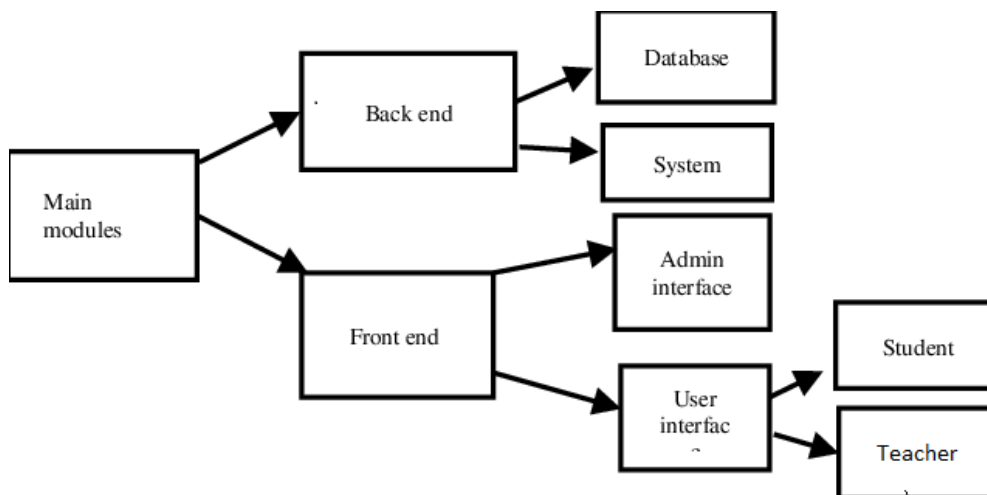 Database
Back end
System
Main
modules
Admin
interface
Front end
Student
User
interfac
Teacher